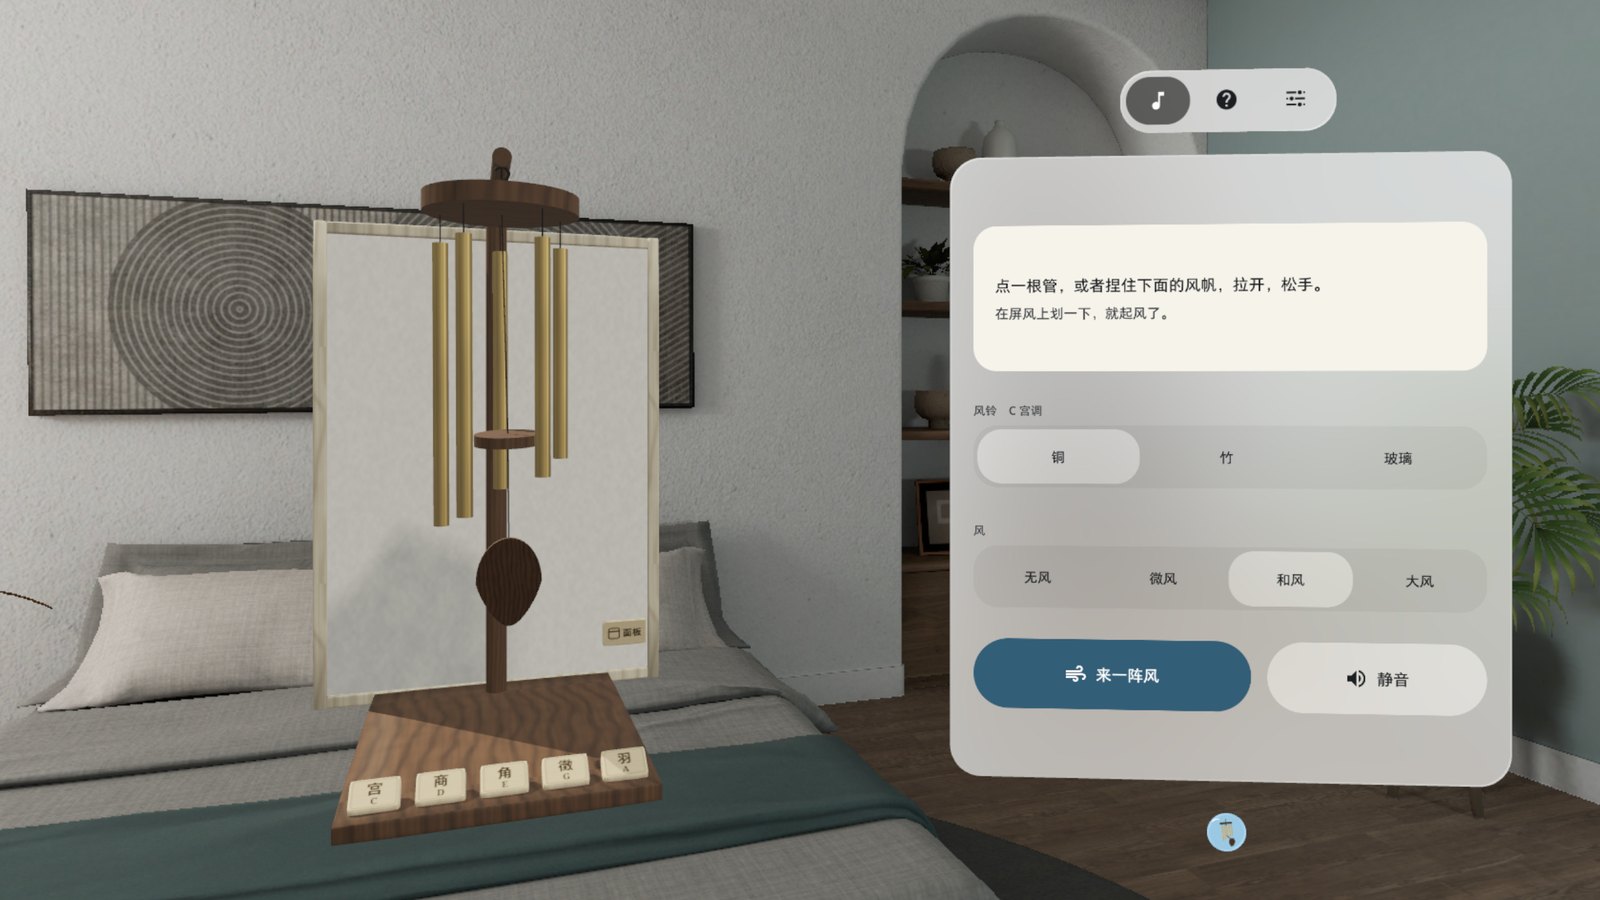 点一根管，或者捏住下面的风帆，拉开，松手。
在屏风上划一下，就起风了。
风铃 C 宫调
铜 竹 玻璃
风
无风 微风 和风 大风
来一阵风 静音
面板
宫 商 角 徵 羽
C D E G A